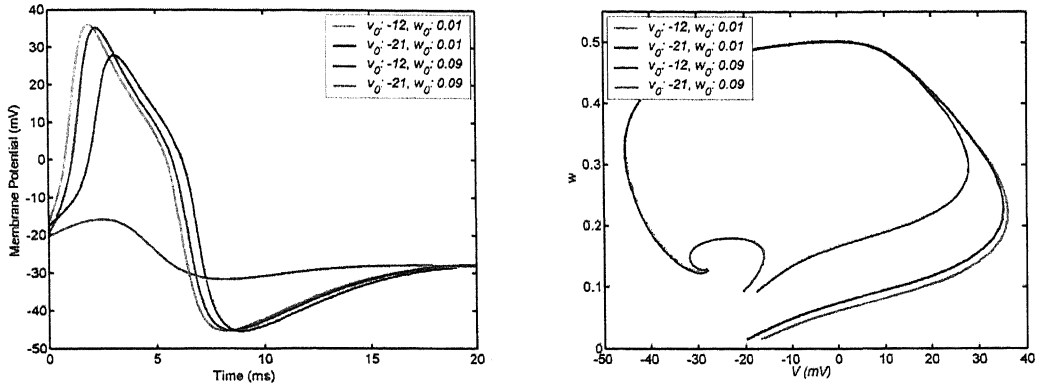 40
30
20
10
0
-10
-20
-30
-40
-50
Membrane Potential (mV)
0
5
10
15
20
Time (ms)
v0: -12, w0: 0.01
v0: -21, w0: 0.01
v0: -12, w0: 0.09
v0: -21, w0: 0.09
0.5
0.4
0.3
0.2
0.1
0
w
-50
-40
-30
-20
-10
0
10
20
30
40
V (mV)
v0: -12, w0: 0.01
v0: -21, w0: 0.01
v0: -12, w0: 0.09
v0: -21, w0: 0.09